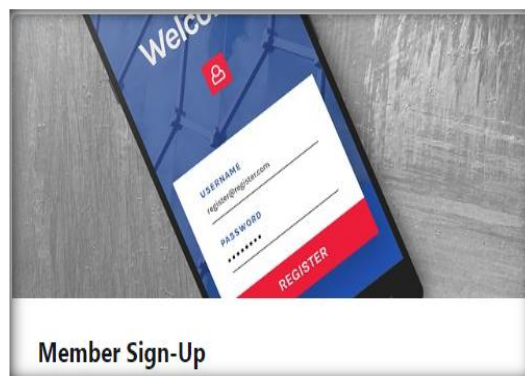 Welco
USERNAME
register@register.com
PASSWORD
••••••••
REGISTER
Member Sign-Up